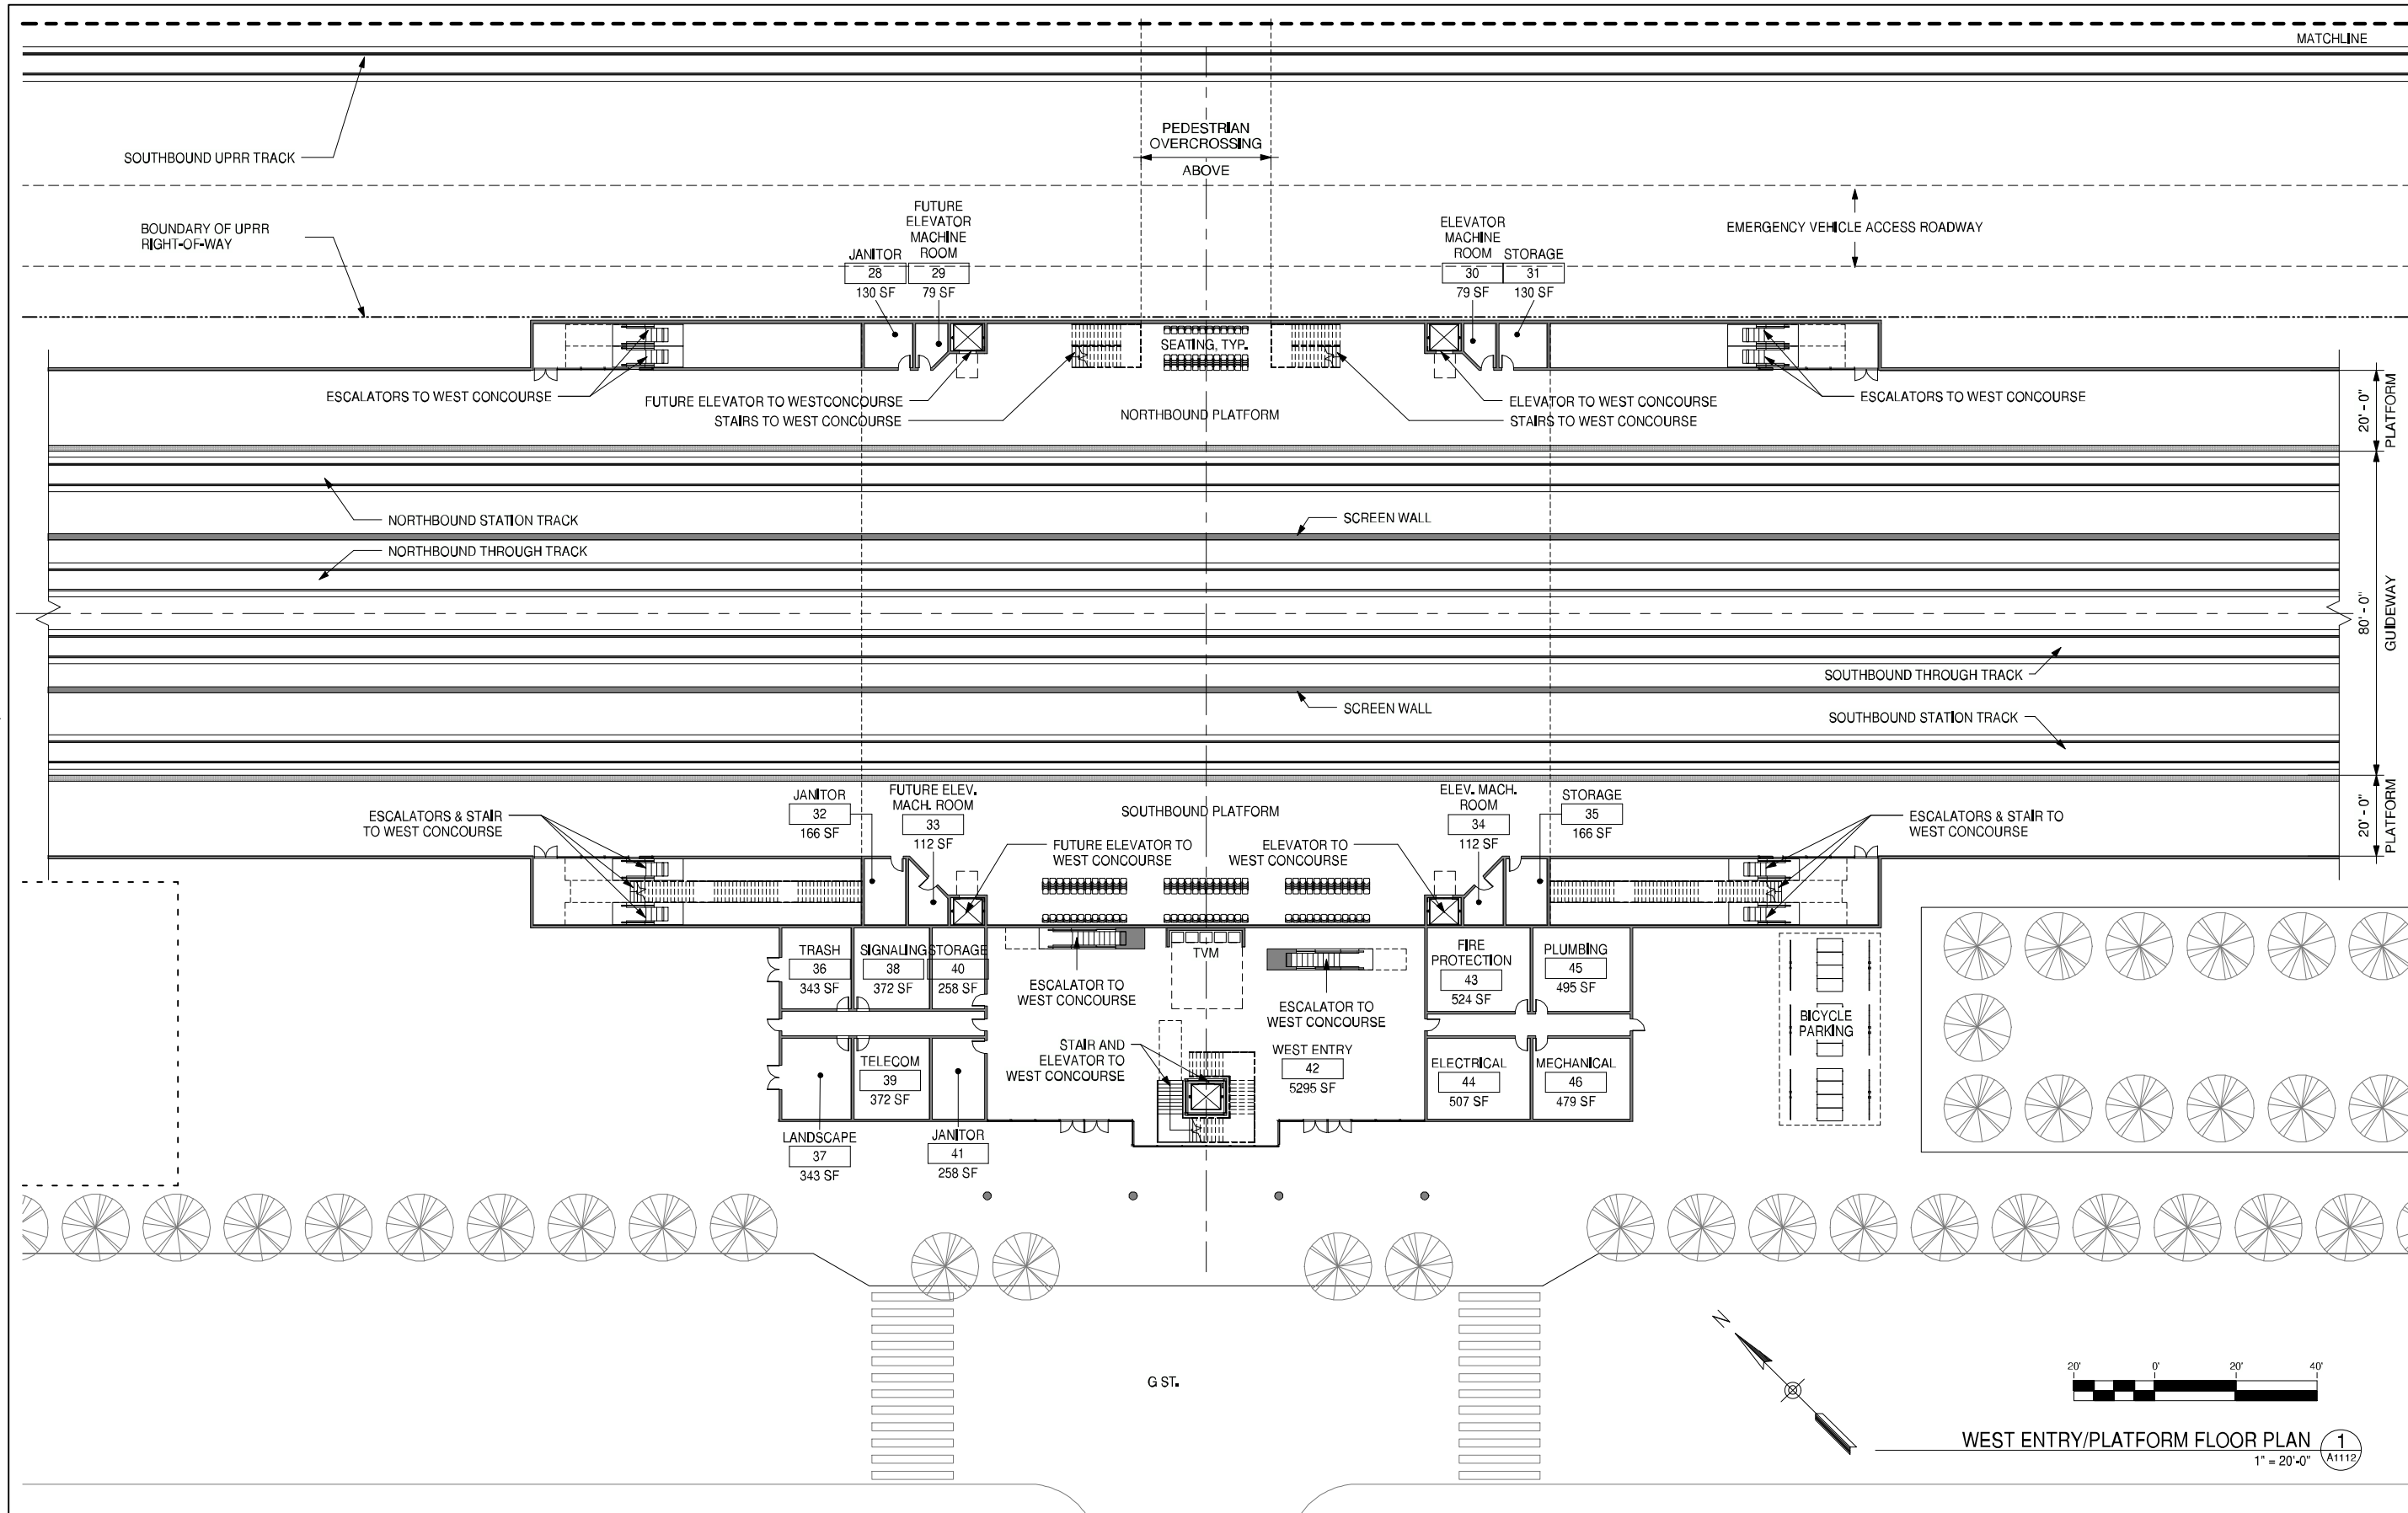 MATCHLINE
PEDESTRIAN
OVERCROSSING
ABOVE
SOUTHBOUND UPRR TRACK
BOUNDARY OF UPRR
RIGHT-OF-WAY
EMERGENCY VEHICLE ACCESS ROADWAY
JANITOR
28
130 SF
FUTURE
ELEVATOR
MACHINE
ROOM
29
79 SF
ELEVATOR
MACHINE
ROOM
30
79 SF
STORAGE
31
130 SF
SEATING, TYP.
ESCALATORS TO WEST CONCOURSE
FUTURE ELEVATOR TO WESTCONCOURSE
STAIRS TO WEST CONCOURSE
NORTHBOUND PLATFORM
ELEVATOR TO WEST CONCOURSE
STAIRS TO WEST CONCOURSE
ESCALATORS TO WEST CONCOURSE
20' - 0"
PLATFORM
NORTHBOUND STATION TRACK
SCREEN WALL
NORTHBOUND THROUGH TRACK
80' - 0"
GUIDEWAY
SOUTHBOUND THROUGH TRACK
SCREEN WALL
SOUTHBOUND STATION TRACK
20' - 0"
PLATFORM
ESCALATORS & STAIR
TO WEST CONCOURSE
JANITOR
32
166 SF
FUTURE ELEV.
MACH. ROOM
33
112 SF
SOUTHBOUND PLATFORM
FUTURE ELEVATOR TO
WEST CONCOURSE
ELEVATOR TO
WEST CONCOURSE
ELEV. MACH.
ROOM
34
112 SF
STORAGE
35
166 SF
ESCALATORS & STAIR TO
WEST CONCOURSE
TRASH
36
343 SF
SIGNALING
38
372 SF
STORAGE
40
258 SF
ESCALATOR TO
WEST CONCOURSE
TVM
ESCALATOR TO
WEST CONCOURSE
FIRE
PROTECTION
43
524 SF
PLUMBING
45
495 SF
BICYCLE
PARKING
TELECOM
39
372 SF
STAIR AND
ELEVATOR TO
WEST CONCOURSE
WEST ENTRY
42
5295 SF
ELECTRICAL
44
507 SF
MECHANICAL
46
479 SF
LANDSCAPE
37
343 SF
JANITOR
41
258 SF
G ST.
N
20'
0'
20'
40'
WEST ENTRY/PLATFORM FLOOR PLAN
1" = 20'-0"
1
A1112